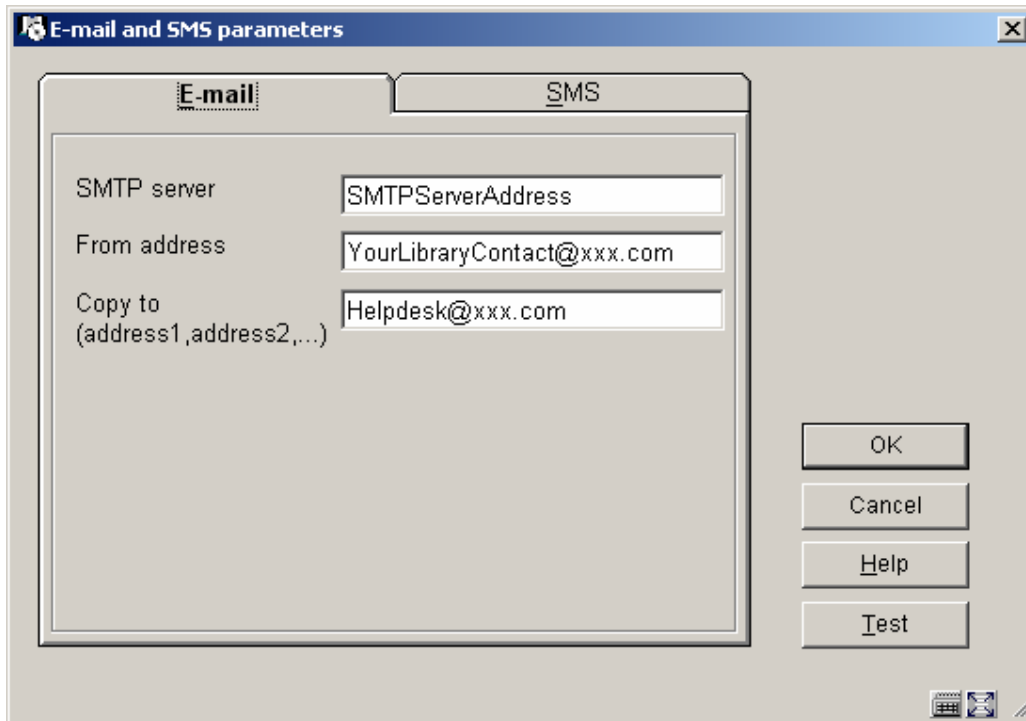 E-mail and SMS parameters
E-mail
SMS
SMTP server
SMTPServerAddress
From address
YourLibraryContact@xxx.com
Copy to
(address1,address2,...)
Helpdesk@xxx.com
OK
Cancel
Help
Test